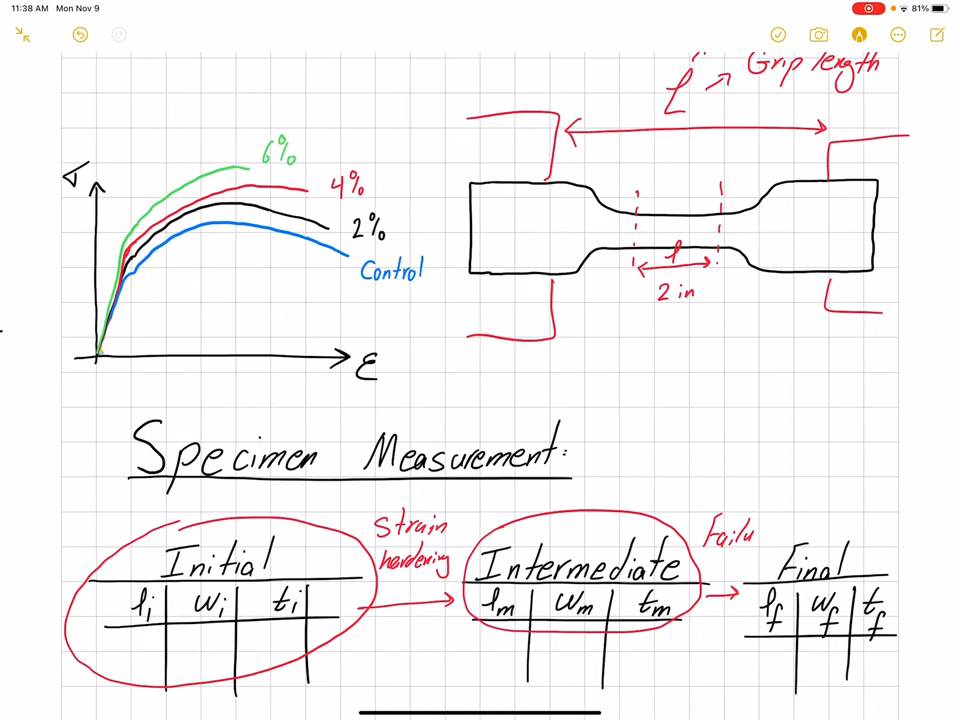 11:38 AM Mon Nov 9
81%
Grip length
l
6%
σ
4%
2%
Control
l
2 in
ε
Specimen Measurement:
Strain
hardening
Failu
Initial
Intermediate
Final
li wi ti
lm wm tm
lf wf tf